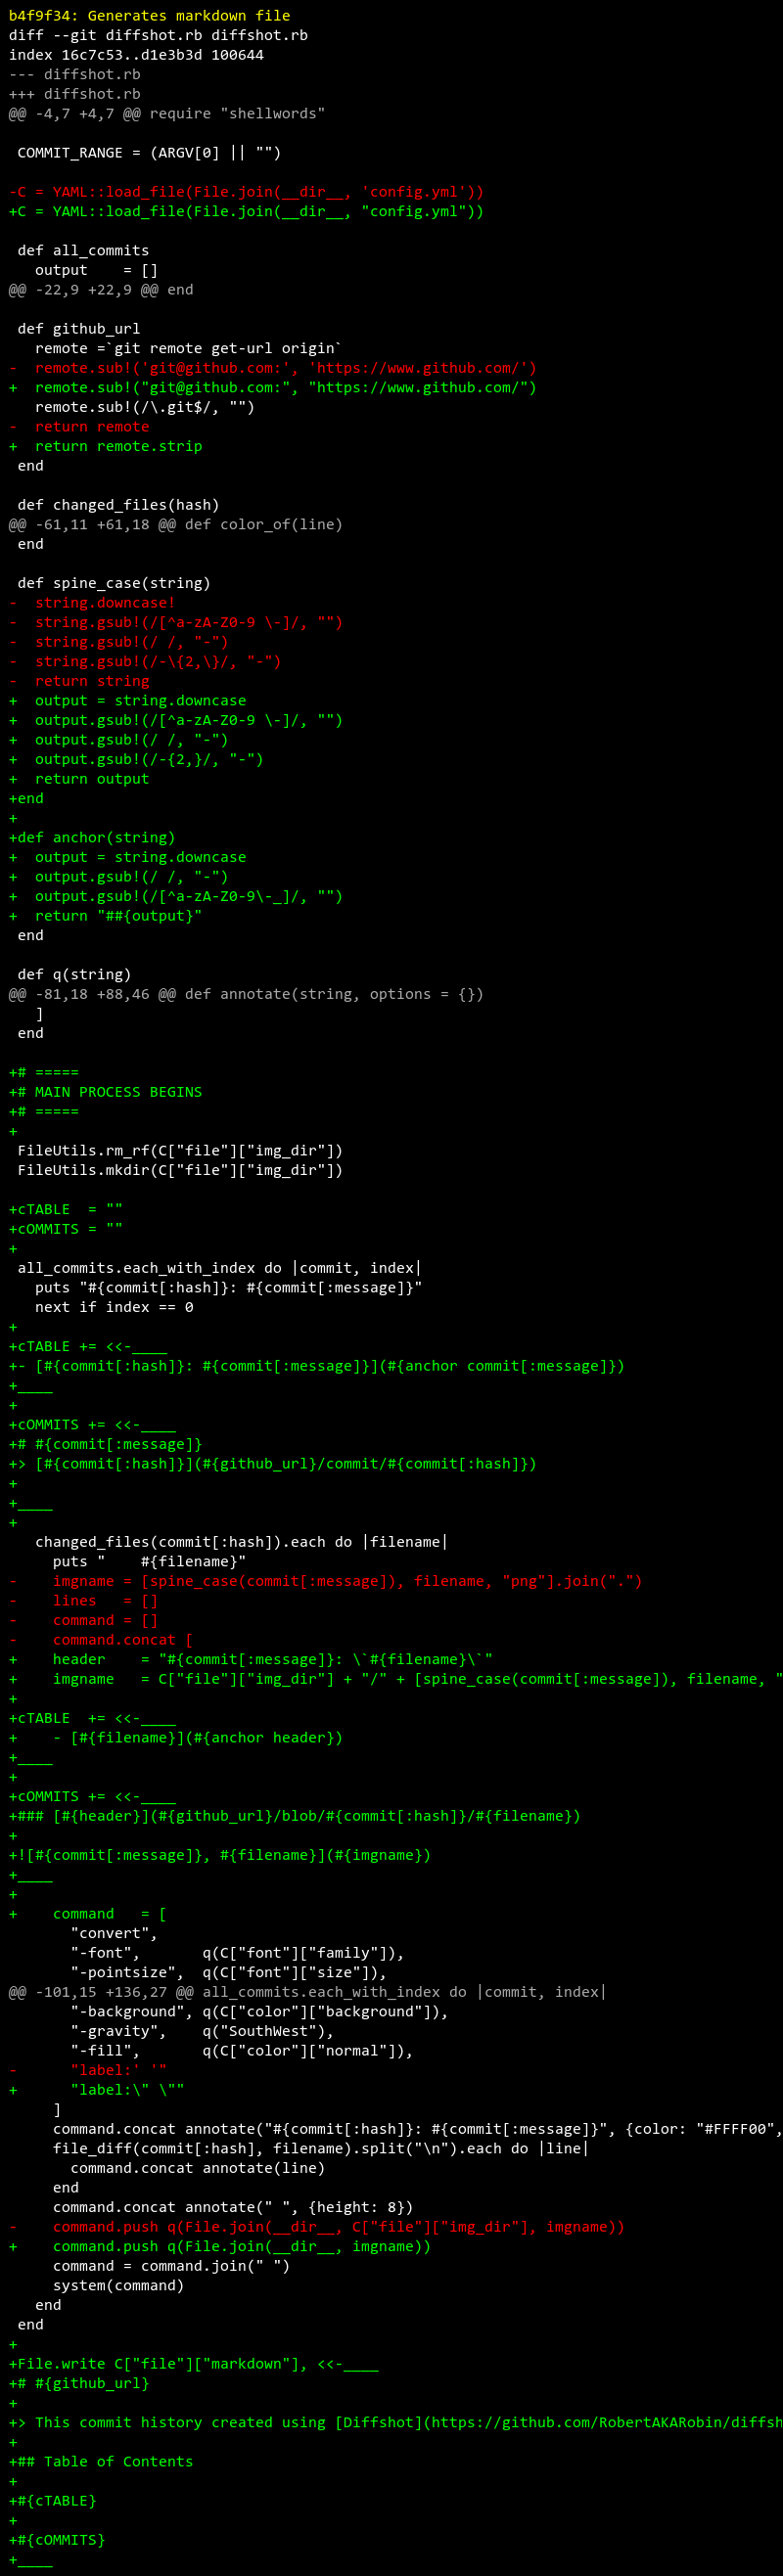 b4f9f34: Generates markdown file
diff --git diffshot.rb diffshot.rb
index 16c7c53..d1e3b3d 100644
--- diffshot.rb
+++ diffshot.rb
@@ -4,7 +4,7 @@ require "shellwords"

 COMMIT_RANGE = (ARGV[0] || "")

-C = YAML::load_file(File.join(__dir__, 'config.yml'))
+C = YAML::load_file(File.join(__dir__, "config.yml"))

 def all_commits
   output    = []
@@ -22,9 +22,9 @@ end

 def github_url
   remote =`git remote get-url origin`
-  remote.sub!('git@github.com:', 'https://www.github.com/')
+  remote.sub!("git@github.com:", "https://www.github.com/")
   remote.sub!(/\.git$/, "")
-  return remote
+  return remote.strip
 end

 def changed_files(hash)
@@ -61,11 +61,18 @@ def color_of(line)
 end

 def spine_case(string)
-  string.downcase!
-  string.gsub!(/[^a-zA-Z0-9 \-]/, "")
-  string.gsub!(/ /, "-")
-  string.gsub!(/-\{2,\}/, "-")
-  return string
+  output = string.downcase
+  output.gsub!(/[^a-zA-Z0-9 \-]/, "")
+  output.gsub!(/ /, "-")
+  output.gsub!(/-{2,}/, "-")
+  return output
+end
+
+def anchor(string)
+  output = string.downcase
+  output.gsub!(/ /, "-")
+  output.gsub!(/[^a-zA-Z0-9\-_]/, "")
+  return "##{output}"
 end

 def q(string)
@@ -81,18 +88,46 @@ def annotate(string, options = {})
   ]
 end

+# =====
+# MAIN PROCESS BEGINS
+# =====
+
 FileUtils.rm_rf(C["file"]["img_dir"])
 FileUtils.mkdir(C["file"]["img_dir"])

+cTABLE  = ""
+cOMMITS = ""
+
 all_commits.each_with_index do |commit, index|
   puts "#{commit[:hash]}: #{commit[:message]}"
   next if index == 0
+
+cTABLE += <<-____
+- [#{commit[:hash]}: #{commit[:message]}](#{anchor commit[:message]})
+____
+
+cOMMITS += <<-____
+# #{commit[:message]}
+> [#{commit[:hash]}](#{github_url}/commit/#{commit[:hash]})
+
+____
+
   changed_files(commit[:hash]).each do |filename|
     puts "    #{filename}"
-    imgname = [spine_case(commit[:message]), filename, "png"].join(".")
-    lines   = []
-    command = []
-    command.concat [
+    header    = "#{commit[:message]}: \`#{filename}\`"
+    imgname   = C["file"]["img_dir"] + "/" + [spine_case(commit[:message]), filename, "
+
+cTABLE  += <<-____
+    - [#{filename}](#{anchor header})
+____
+
+cOMMITS += <<-____
+### [#{header}](#{github_url}/blob/#{commit[:hash]}/#{filename})
+
+![#{commit[:message]}, #{filename}](#{imgname})
+____
+
+    command   = [
       "convert",
       "-font",       q(C["font"]["family"]),
       "-pointsize",  q(C["font"]["size"]),
@@ -101,15 +136,27 @@ all_commits.each_with_index do |commit, index|
       "-background", q(C["color"]["background"]),
       "-gravity",    q("SouthWest"),
       "-fill",       q(C["color"]["normal"]),
-      "label:' '"
+      "label:\" \""
     ]
     command.concat annotate("#{commit[:hash]}: #{commit[:message]}", {color: "#FFFF00",
     file_diff(commit[:hash], filename).split("\n").each do |line|
       command.concat annotate(line)
     end
     command.concat annotate(" ", {height: 8})
-    command.push q(File.join(__dir__, C["file"]["img_dir"], imgname))
+    command.push q(File.join(__dir__, imgname))
     command = command.join(" ")
     system(command)
   end
 end
+
+File.write C["file"]["markdown"], <<-____
+# #{github_url}
+
+> This commit history created using [Diffshot](https://github.com/RobertAKARobin/diffsh
+
+## Table of Contents
+
+#{cTABLE}
+
+#{cOMMITS}
+____